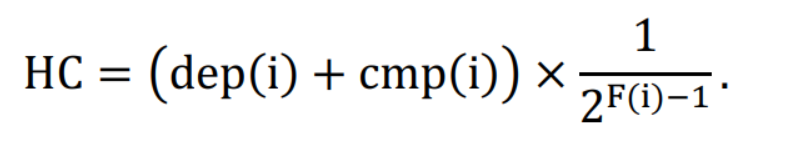 HC = (dep(i) + cmp(i)) × 1 / 2^{F(i)−1}.